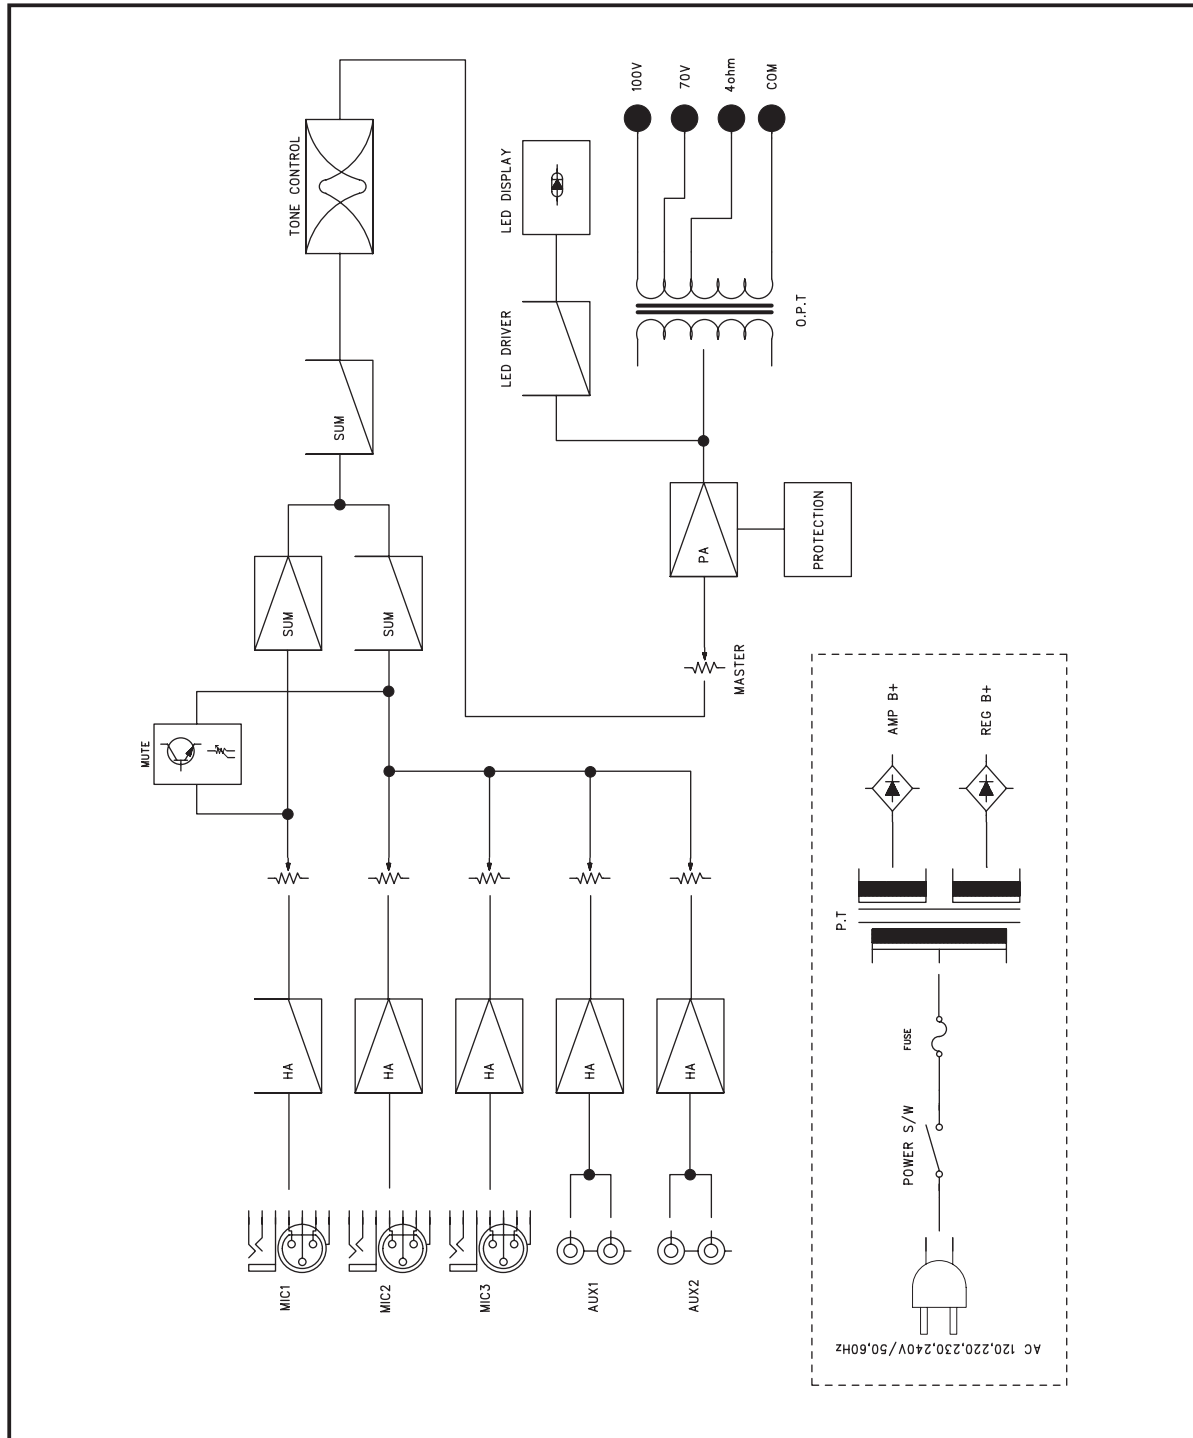 MIC1
MIC2
MIC3
AUX1
AUX2
HA
HA
HA
HA
HA
MUTE
SUM
SUM
SUM
TONE CONTROL
MASTER
PA
PROTECTION
LED DRIVER
LED DISPLAY
O.P.T
100V
70V
4ohm
COM
AC 120,220,230,240V/50,60Hz
POWER S/W
FUSE
P.T
AMP B+
REG B+